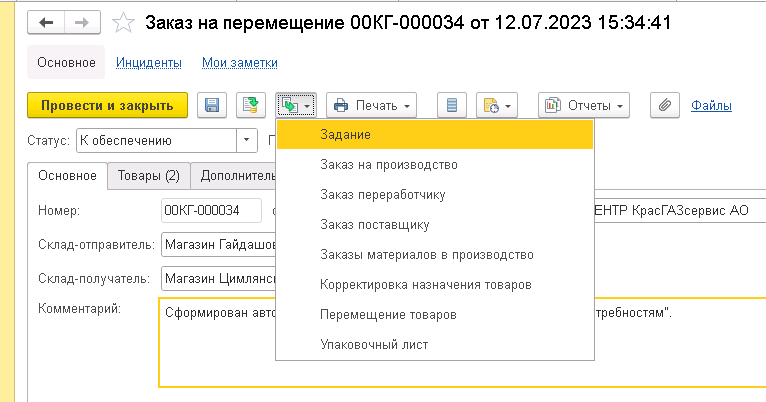 Заказ на перемещение 00КГ-000034 от 12.07.2023 15:34:41
Основное Инциденты Мои заметки
Провести и закрыть Печать Отчеты Файлы
Статус: К обеспечению
Задание
Заказ на производство
Основное Товары (2) Дополнитель
Заказ переработчику
Номер: 00КГ-000034 ЕНТР КрасГАЗсервис АО
Заказ поставщику
Склад-отправитель: Магазин Гайдашов
Заказы материалов в производство
Склад-получатель: Магазин Цимлянс
Корректировка назначения товаров
Комментарий: Сформирован авто требностям".
Перемещение товаров
Упаковочный лист